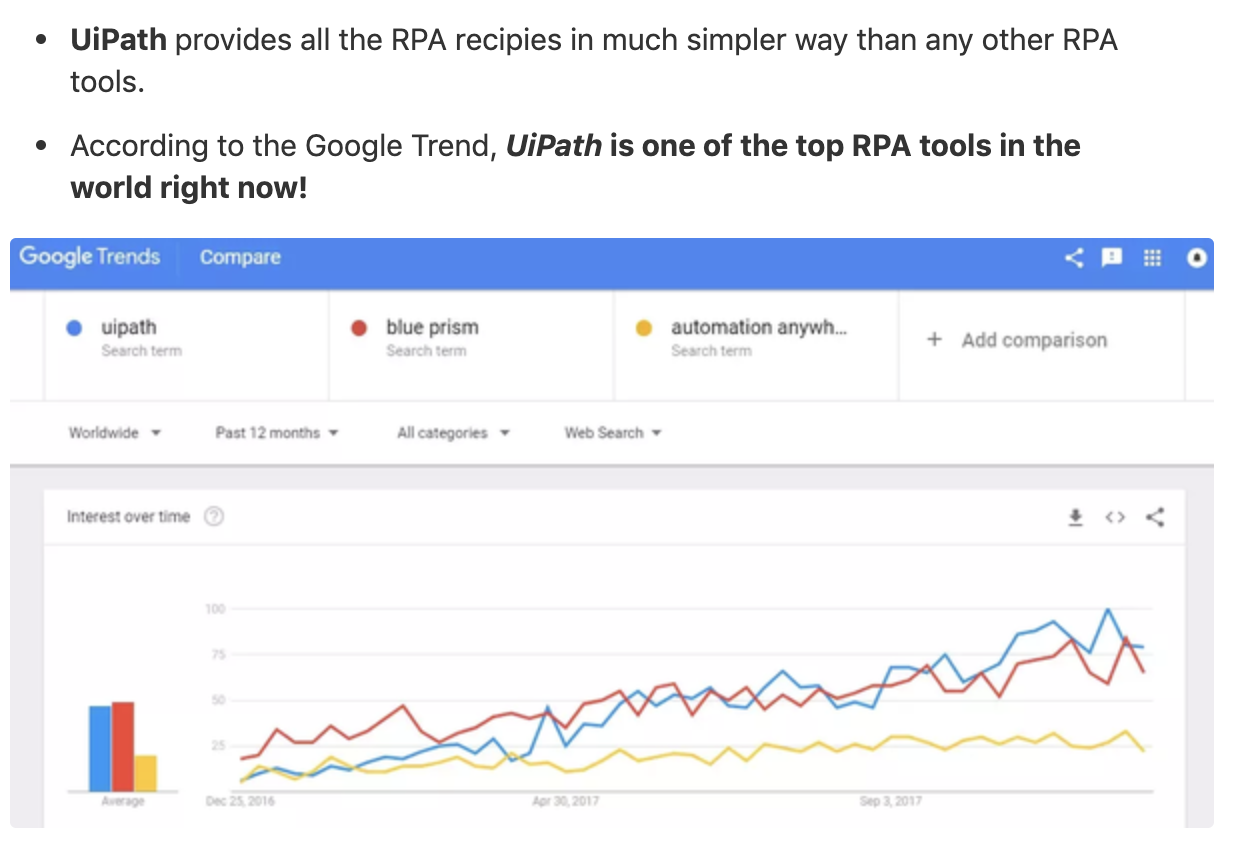 UiPath provides all the RPA recipies in much simpler way than any other RPA
tools.
According to the Google Trend, UiPath is one of the top RPA tools in the
world right now!
Google Trends Compare
uipath
Search term
blue prism
Search term
automation anywh...
Search term
+ Add comparison
Worldwide Past 12 months All categories Web Search
Interest over time ?
100
75
50
25
Average
Dec 25, 2016 Apr 30, 2017 Sep 3, 2017